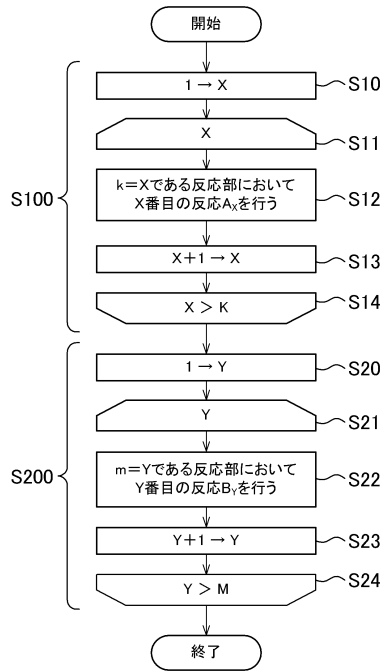 開始
1→X
S10
X
S11
k=Xである反応部において
X番目の反応AXを行う
S12
X+1→X
S13
X > K
S14
S100
1→Y
S20
Y
S21
m=Yである反応部において
Y番目の反応BYを行う
S22
Y+1→Y
S23
Y > M
S24
S200
終了